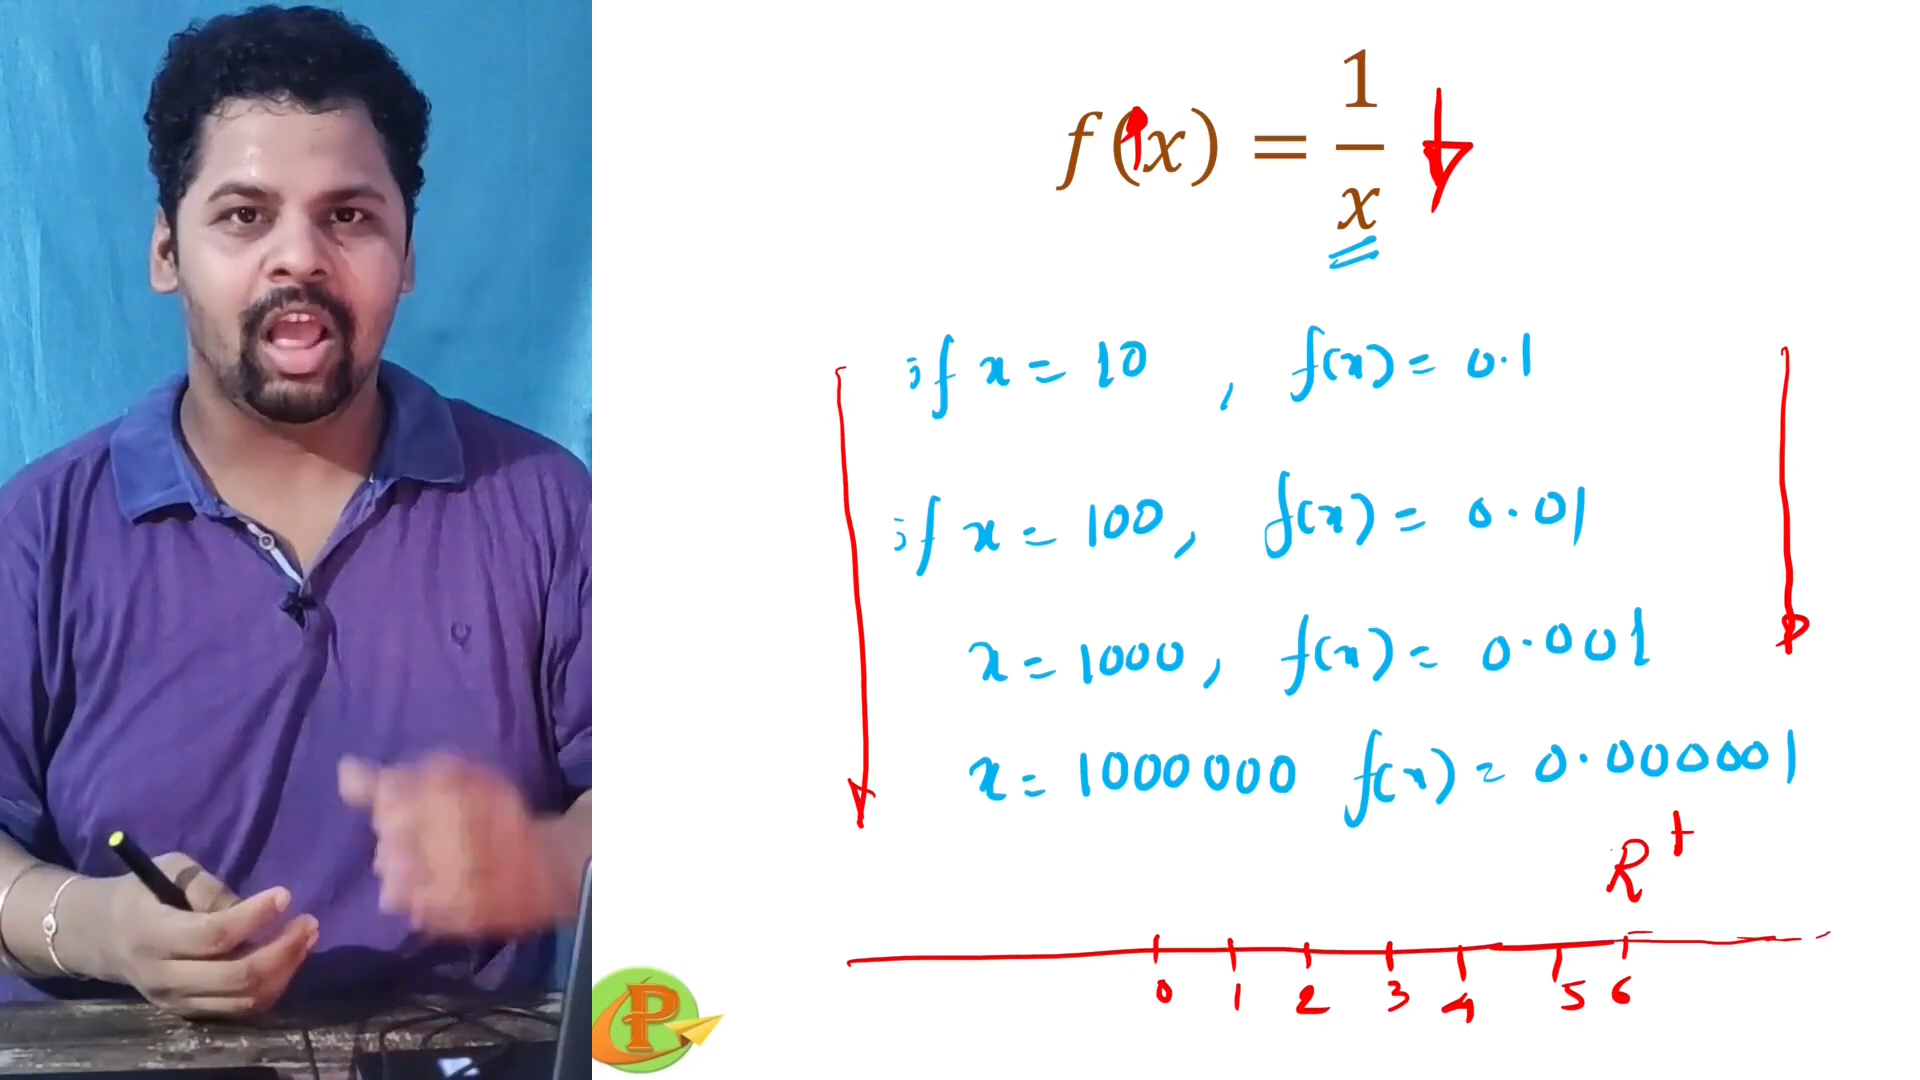 f(x) = 1/x
if x = 10 , f(x) = 0.1
if x = 100 , f(x) = 0.01
x = 1000 , f(x) = 0.001
x = 1000000 f(x) = 0.000001
R+
0 1 2 3 4 5 6
P